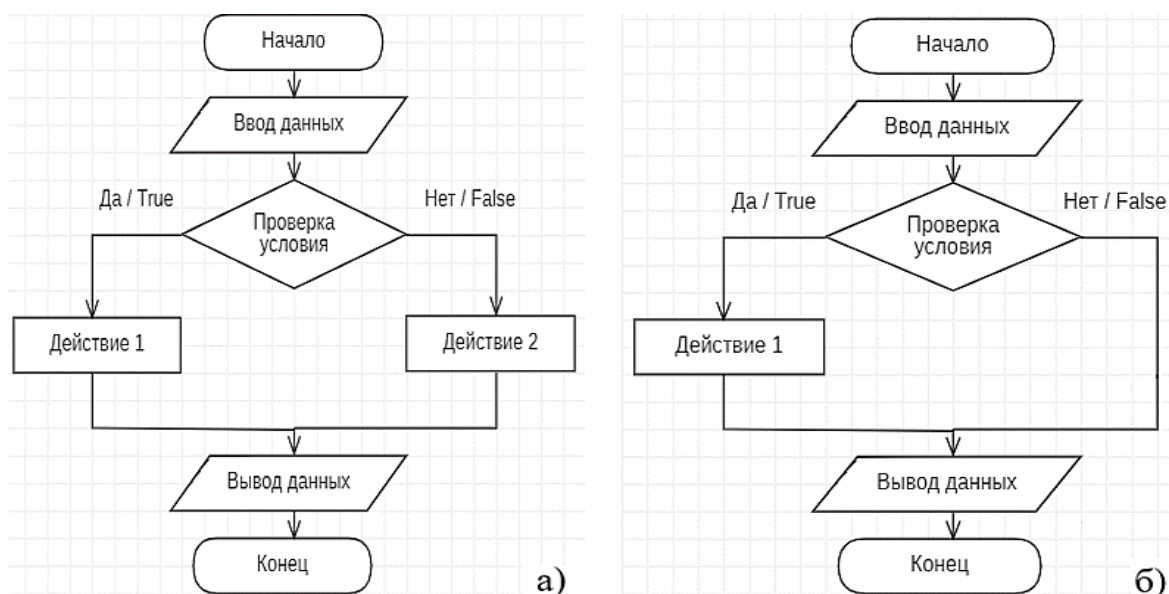 Начало
Ввод данных
Да / True
Нет / False
Проверка
условия
Действие 1
Действие 2
Вывод данных
Конец
а)
Начало
Ввод данных
Да / True
Нет / False
Проверка
условия
Действие 1
Вывод данных
Конец
б)